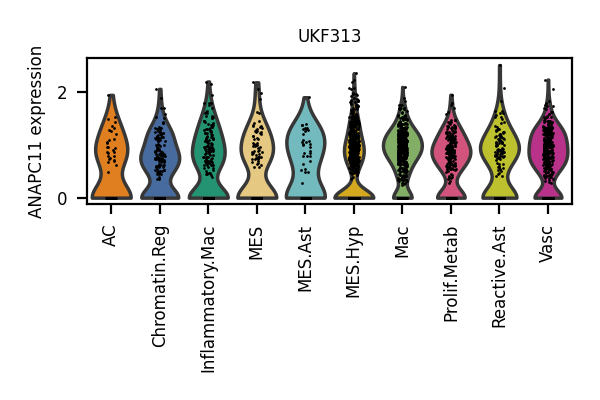 UKF313
ANAPC11 expression
2
0
AC
Chromatin.Reg
Inflammatory.Mac
MES
MES.Ast
MES.Hyp
Mac
Prolif.Metab
Reactive.Ast
Vasc